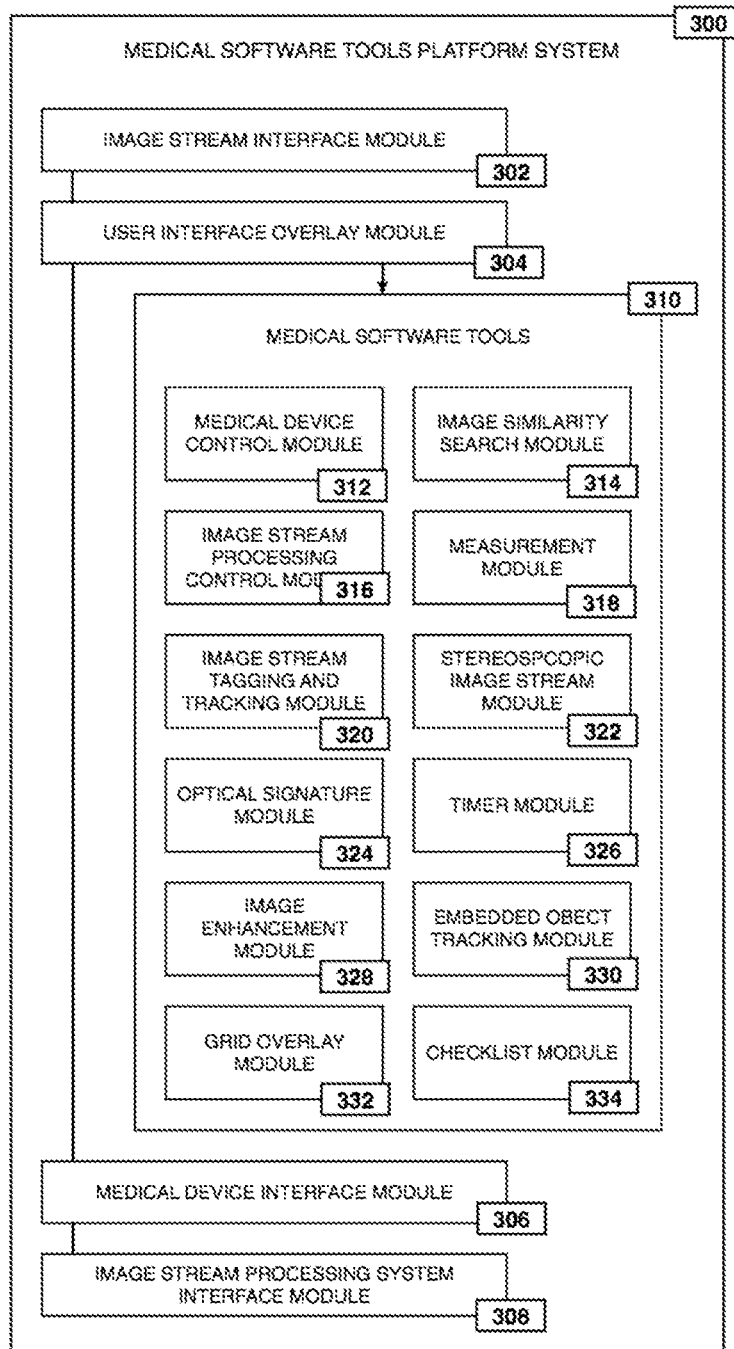 300
MEDICAL SOFTWARE TOOLS PLATFORM SYSTEM
IMAGE STREAM INTERFACE MODULE
302
USER INTERFACE OVERLAY MODULE
304
310
MEDICAL SOFTWARE TOOLS
MEDICAL DEVICE
CONTROL MODULE
312
IMAGE SIMILARITY
SEARCH MODULE
314
IMAGE STREAM
PROCESSING
CONTROL MOD
316
MEASUREMENT
MODULE
318
IMAGE STREAM
TAGGING AND
TRACKING MODULE
320
STEREOSPCOPIC
IMAGE STREAM
MODULE
322
OPTICAL SIGNATURE
MODULE
324
TIMER MODULE
326
IMAGE
ENHANCEMENT
MODULE
328
EMBEDDED OBECT
TRACKING MODULE
330
GRID OVERLAY
MODULE
332
CHECKLIST MODULE
334
MEDICAL DEVICE INTERFACE MODULE
306
IMAGE STREAM PROCESSING SYSTEM
INTERFACE MODULE
308